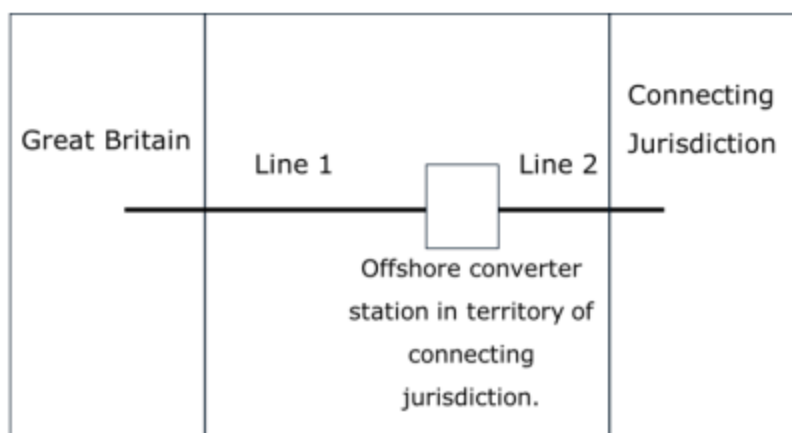 Great Britain
Line 1
Line 2
Connecting
Jurisdiction
Offshore converter
station in territory of
connecting
jurisdiction.